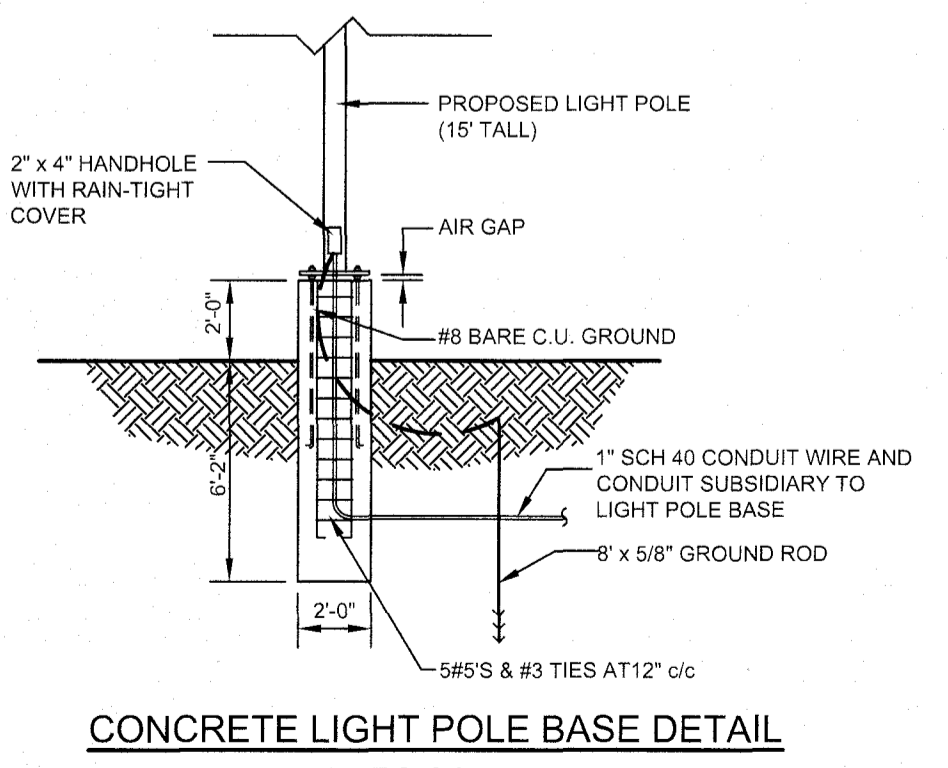 PROPOSED LIGHT POLE
(15' TALL)
2" x 4" HANDHOLE
WITH RAIN-TIGHT
COVER
AIR GAP
2'-0"
#8 BARE C.U. GROUND
6'-2"
1" SCH 40 CONDUIT WIRE AND
CONDUIT SUBSIDIARY TO
LIGHT POLE BASE
8' x 5/8" GROUND ROD
2'-0"
5#5'S & #3 TIES AT12" c/c
CONCRETE LIGHT POLE BASE DETAIL